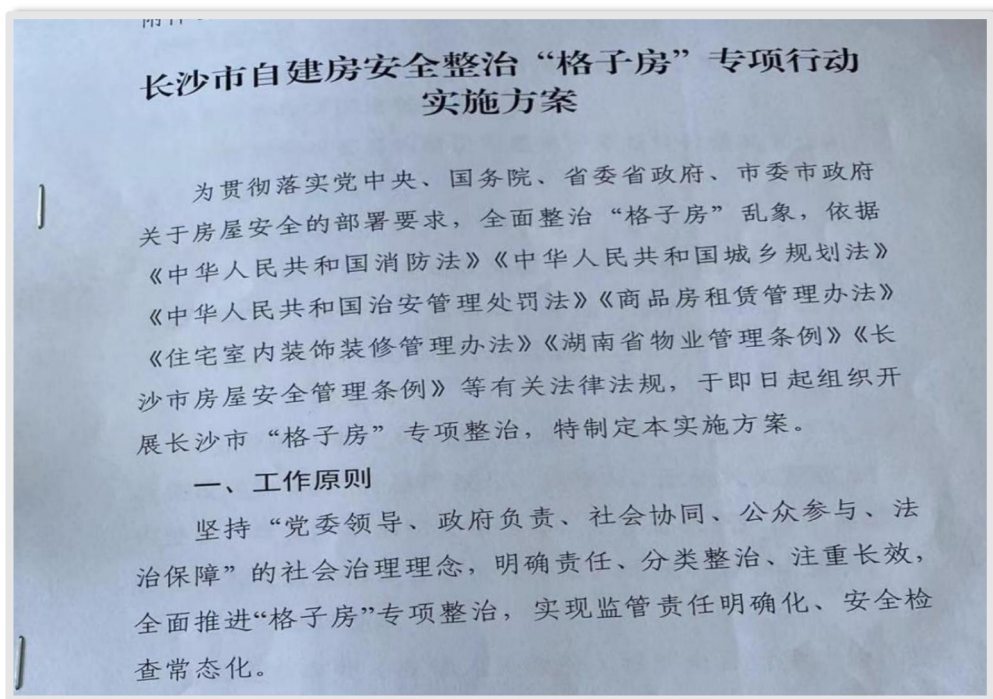 长沙市自建房安全整治“格子房”专项行动
实施方案
为贯彻落实党中央、国务院、省委省政府、市委市政府
关于房屋安全的部署要求，全面整治“格子房”乱象，依据
《中华人民共和国消防法》《中华人民共和国城乡规划法》
《中华人民共和国治安管理处罚法》《商品房租赁管理办法》
《住宅室内装饰装修管理办法》《湖南省物业管理条例》《长
沙市房屋安全管理条例》等有关法律法规，于即日起组织开
展长沙市“格子房”专项整治，特制定本实施方案。
一、工作原则
坚持“党委领导、政府负责、社会协同、公众参与、法
治保障”的社会治理理念，明确责任、分类整治、注重长效，
全面推进“格子房”专项整治，实现监管责任明确化、安全检
查常态化。